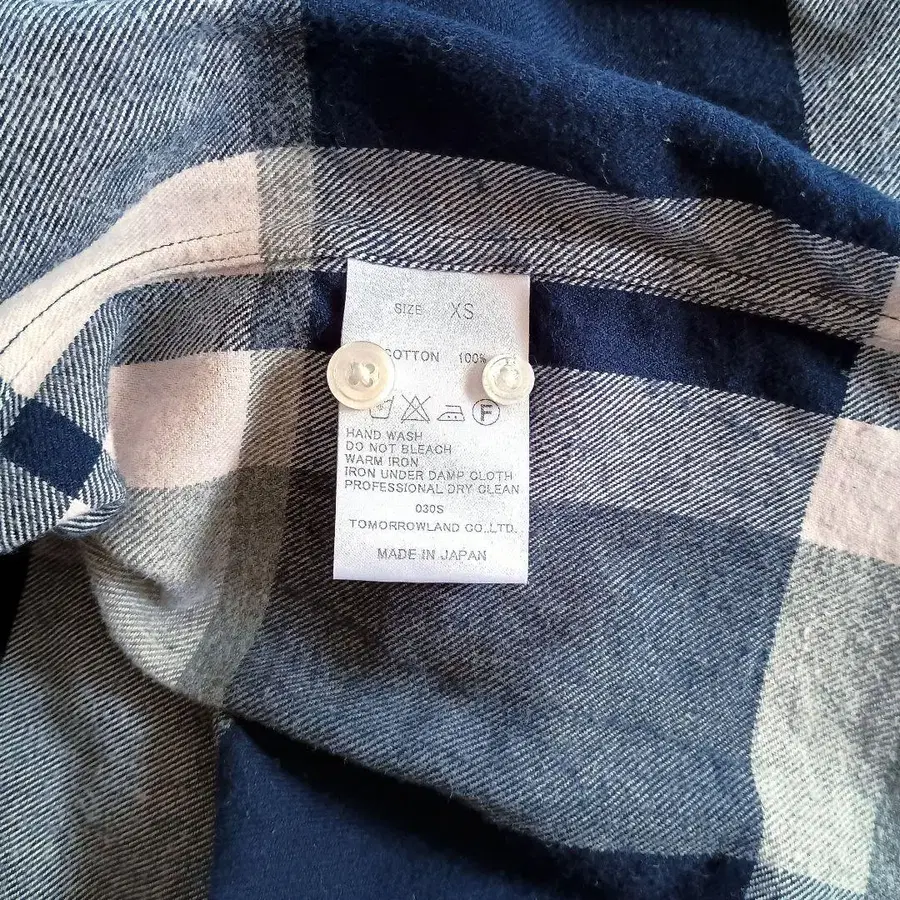 SIZE XS
COTTON 100%
F
HAND WASH
DO NOT BLEACH
WARM IRON
IRON UNDER DAMP CLOTH
PROFESSIONAL DRY CLEAN
030S
TOMORROWLAND CO.,LTD.
MADE IN JAPAN